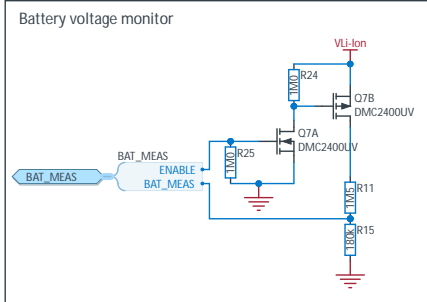 Battery voltage monitor
VLi-Ion
R24
1M0
Q7B
DMC2400UV
Q7A
DMC2400UV
BAT_MEAS
R25
1M0
ENABLE
BAT_MEAS
BAT_MEAS
R11
1M5
R15
180k